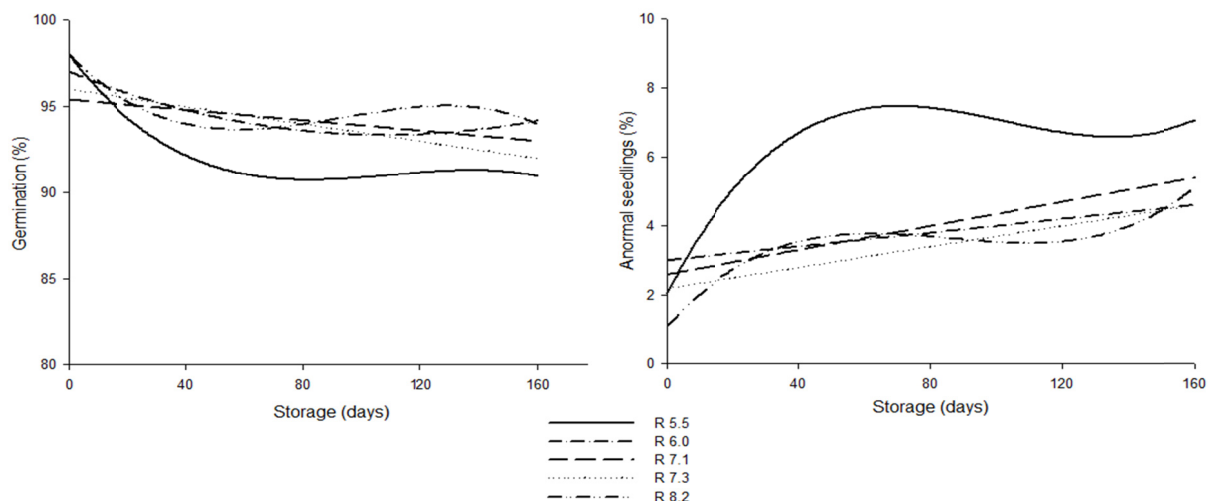 100
95
90
85
80
Germination (%)
0
40
80
120
160
Storage (days)
10
8
6
4
2
0
Anormal seedlings (%)
0
40
80
120
160
Storage (days)
R 5.5
R 6.0
R 7.1
R 7.3
R 8.2